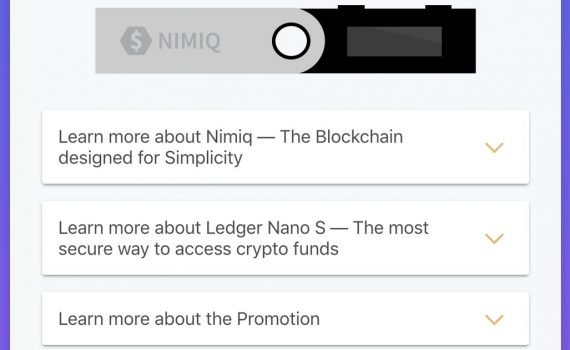 NIMIQ
Learn more about Nimiq — The Blockchain
designed for Simplicity
Learn more about Ledger Nano S — The most
secure way to access crypto funds
Learn more about the Promotion